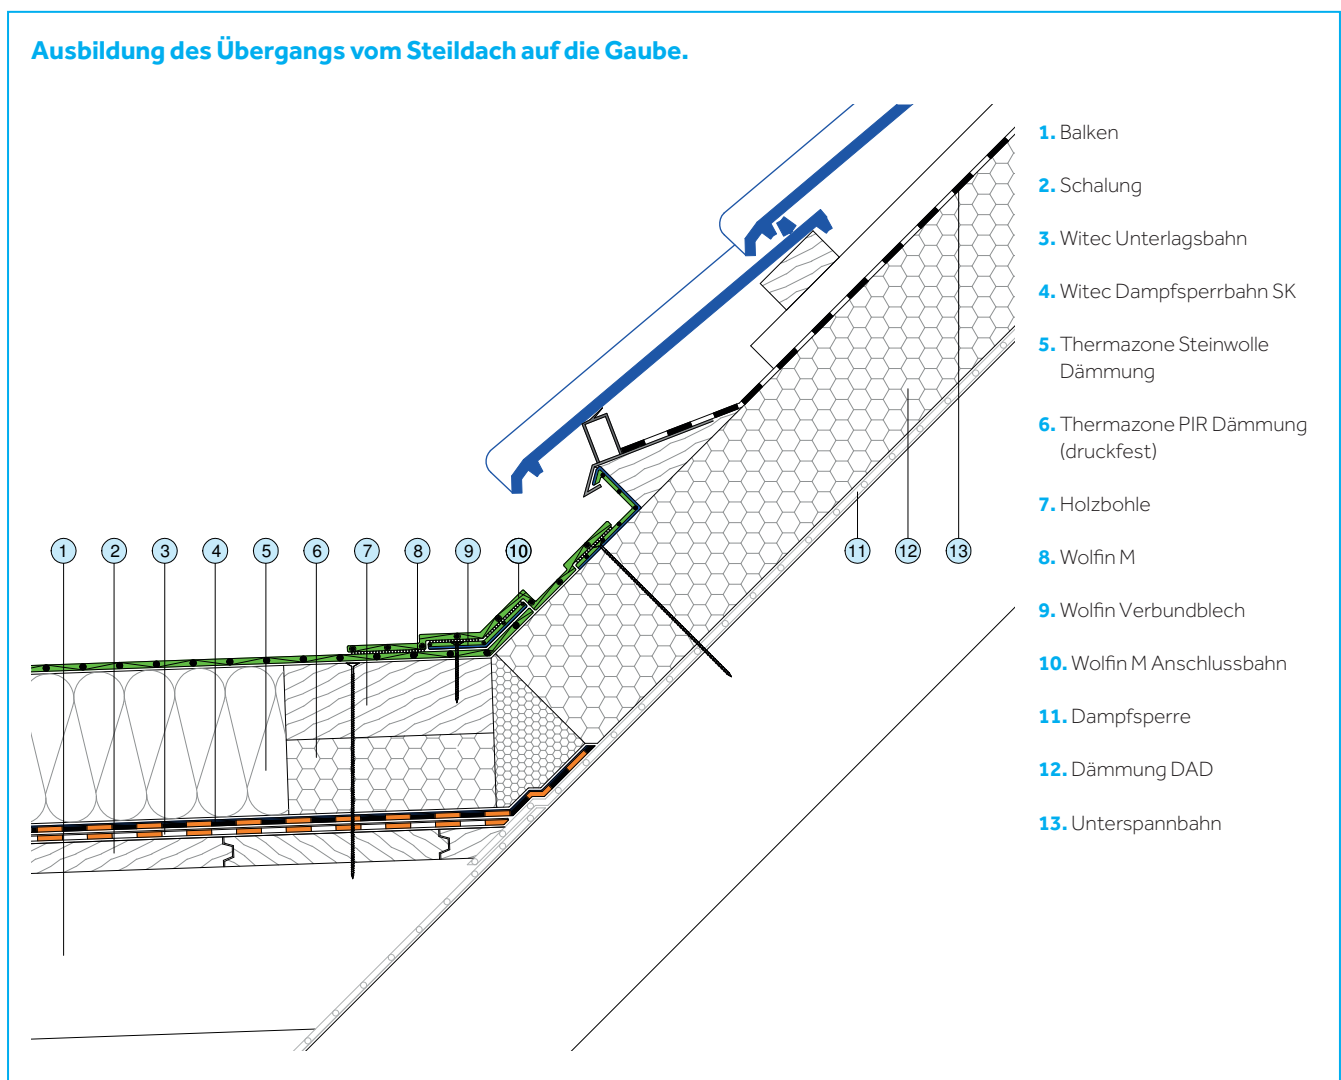 Ausbildung des Übergangs vom Steildach auf die Gaube.
1. Balken
2. Schalung
3. Witec Unterlagsbahn
4. Witec Dampfsperrbahn SK
5. Thermazone Steinwolle
Dämmung
6. Thermazone PIR Dämmung
(druckfest)
7. Holzbohle
8. Wolfin M
9. Wolfin Verbundblech
10. Wolfin M Anschlussbahn
11. Dampfsperre
12. Dämmung DAD
13. Unterspannbahn
1 2 3 4 5 6 7 8 9 10 11 12 13